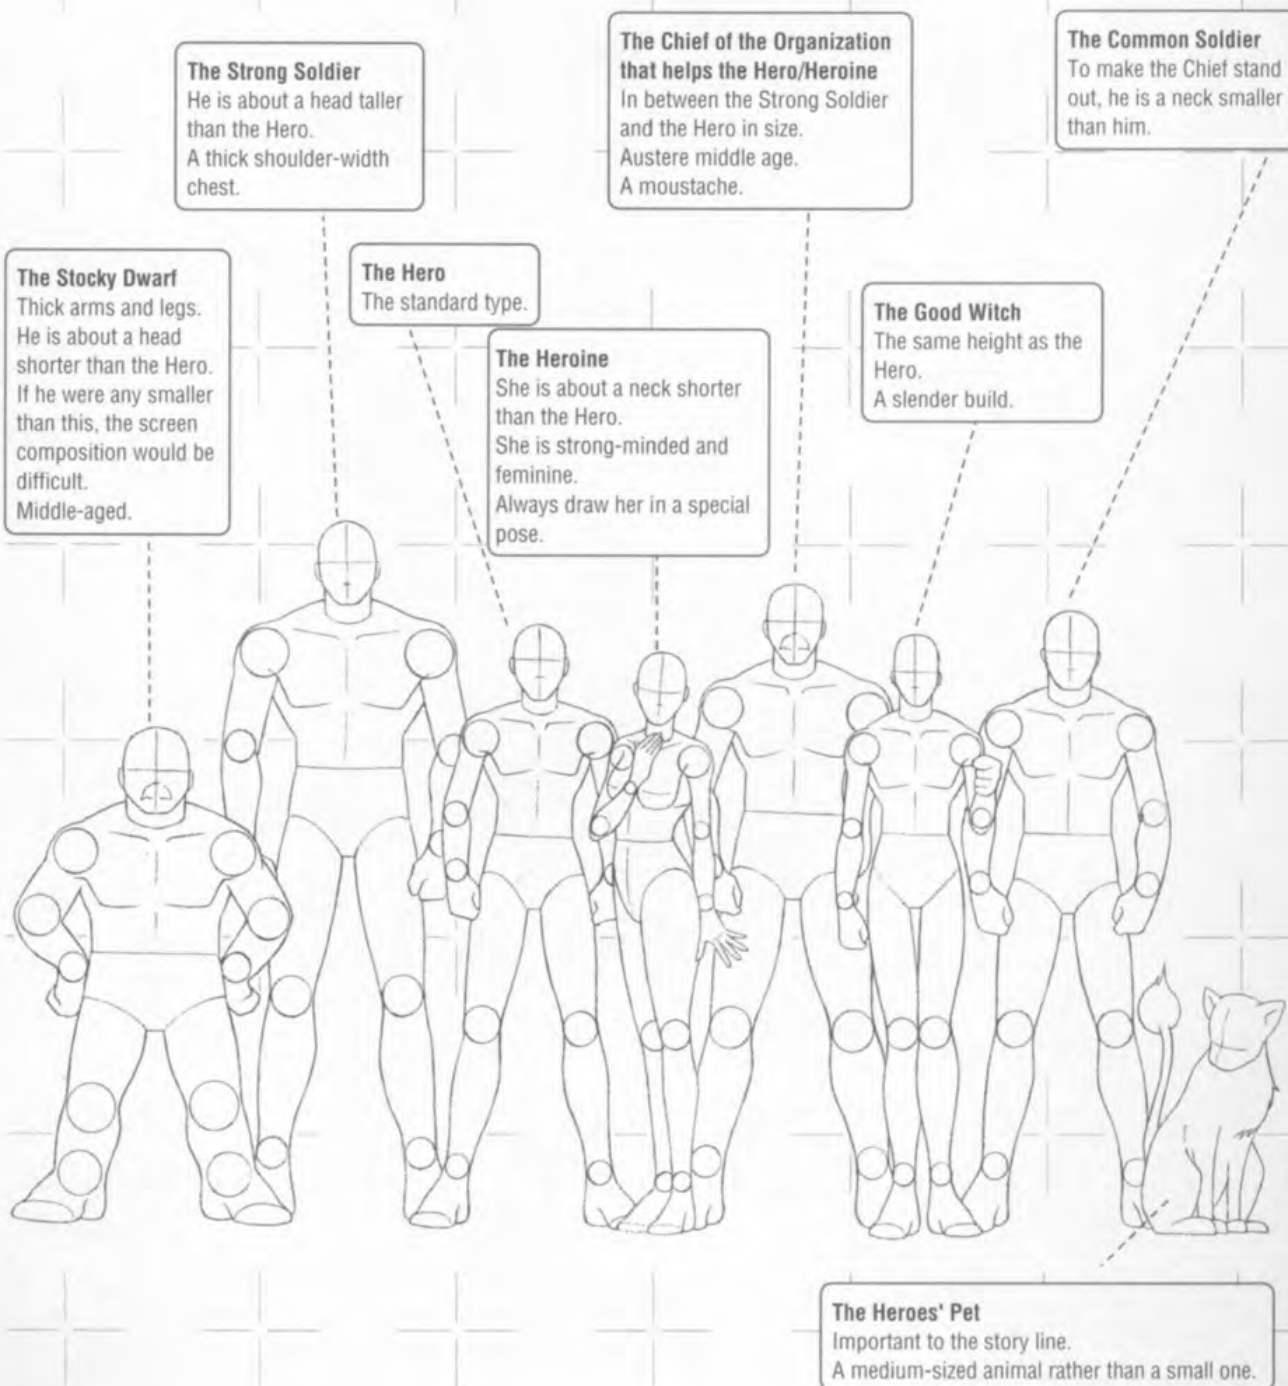 The Strong Soldier
He is about a head taller
than the Hero.
A thick shoulder-width
chest.
The Chief of the Organization
that helps the Hero/Heroine
In between the Strong Soldier
and the Hero in size.
Austere middle age.
A moustache.
The Common Soldier
To make the Chief stand
out, he is a neck smaller
than him.
The Stocky Dwarf
Thick arms and legs.
He is about a head
shorter than the Hero.
If he were any smaller
than this, the screen
composition would be
difficult.
Middle-aged.
The Hero
The standard type.
The Heroine
She is about a neck shorter
than the Hero.
She is strong-minded and
feminine.
Always draw her in a special
pose.
The Good Witch
The same height as the
Hero.
A slender build.
The Heroes' Pet
Important to the story line.
A medium-sized animal rather than a small one.